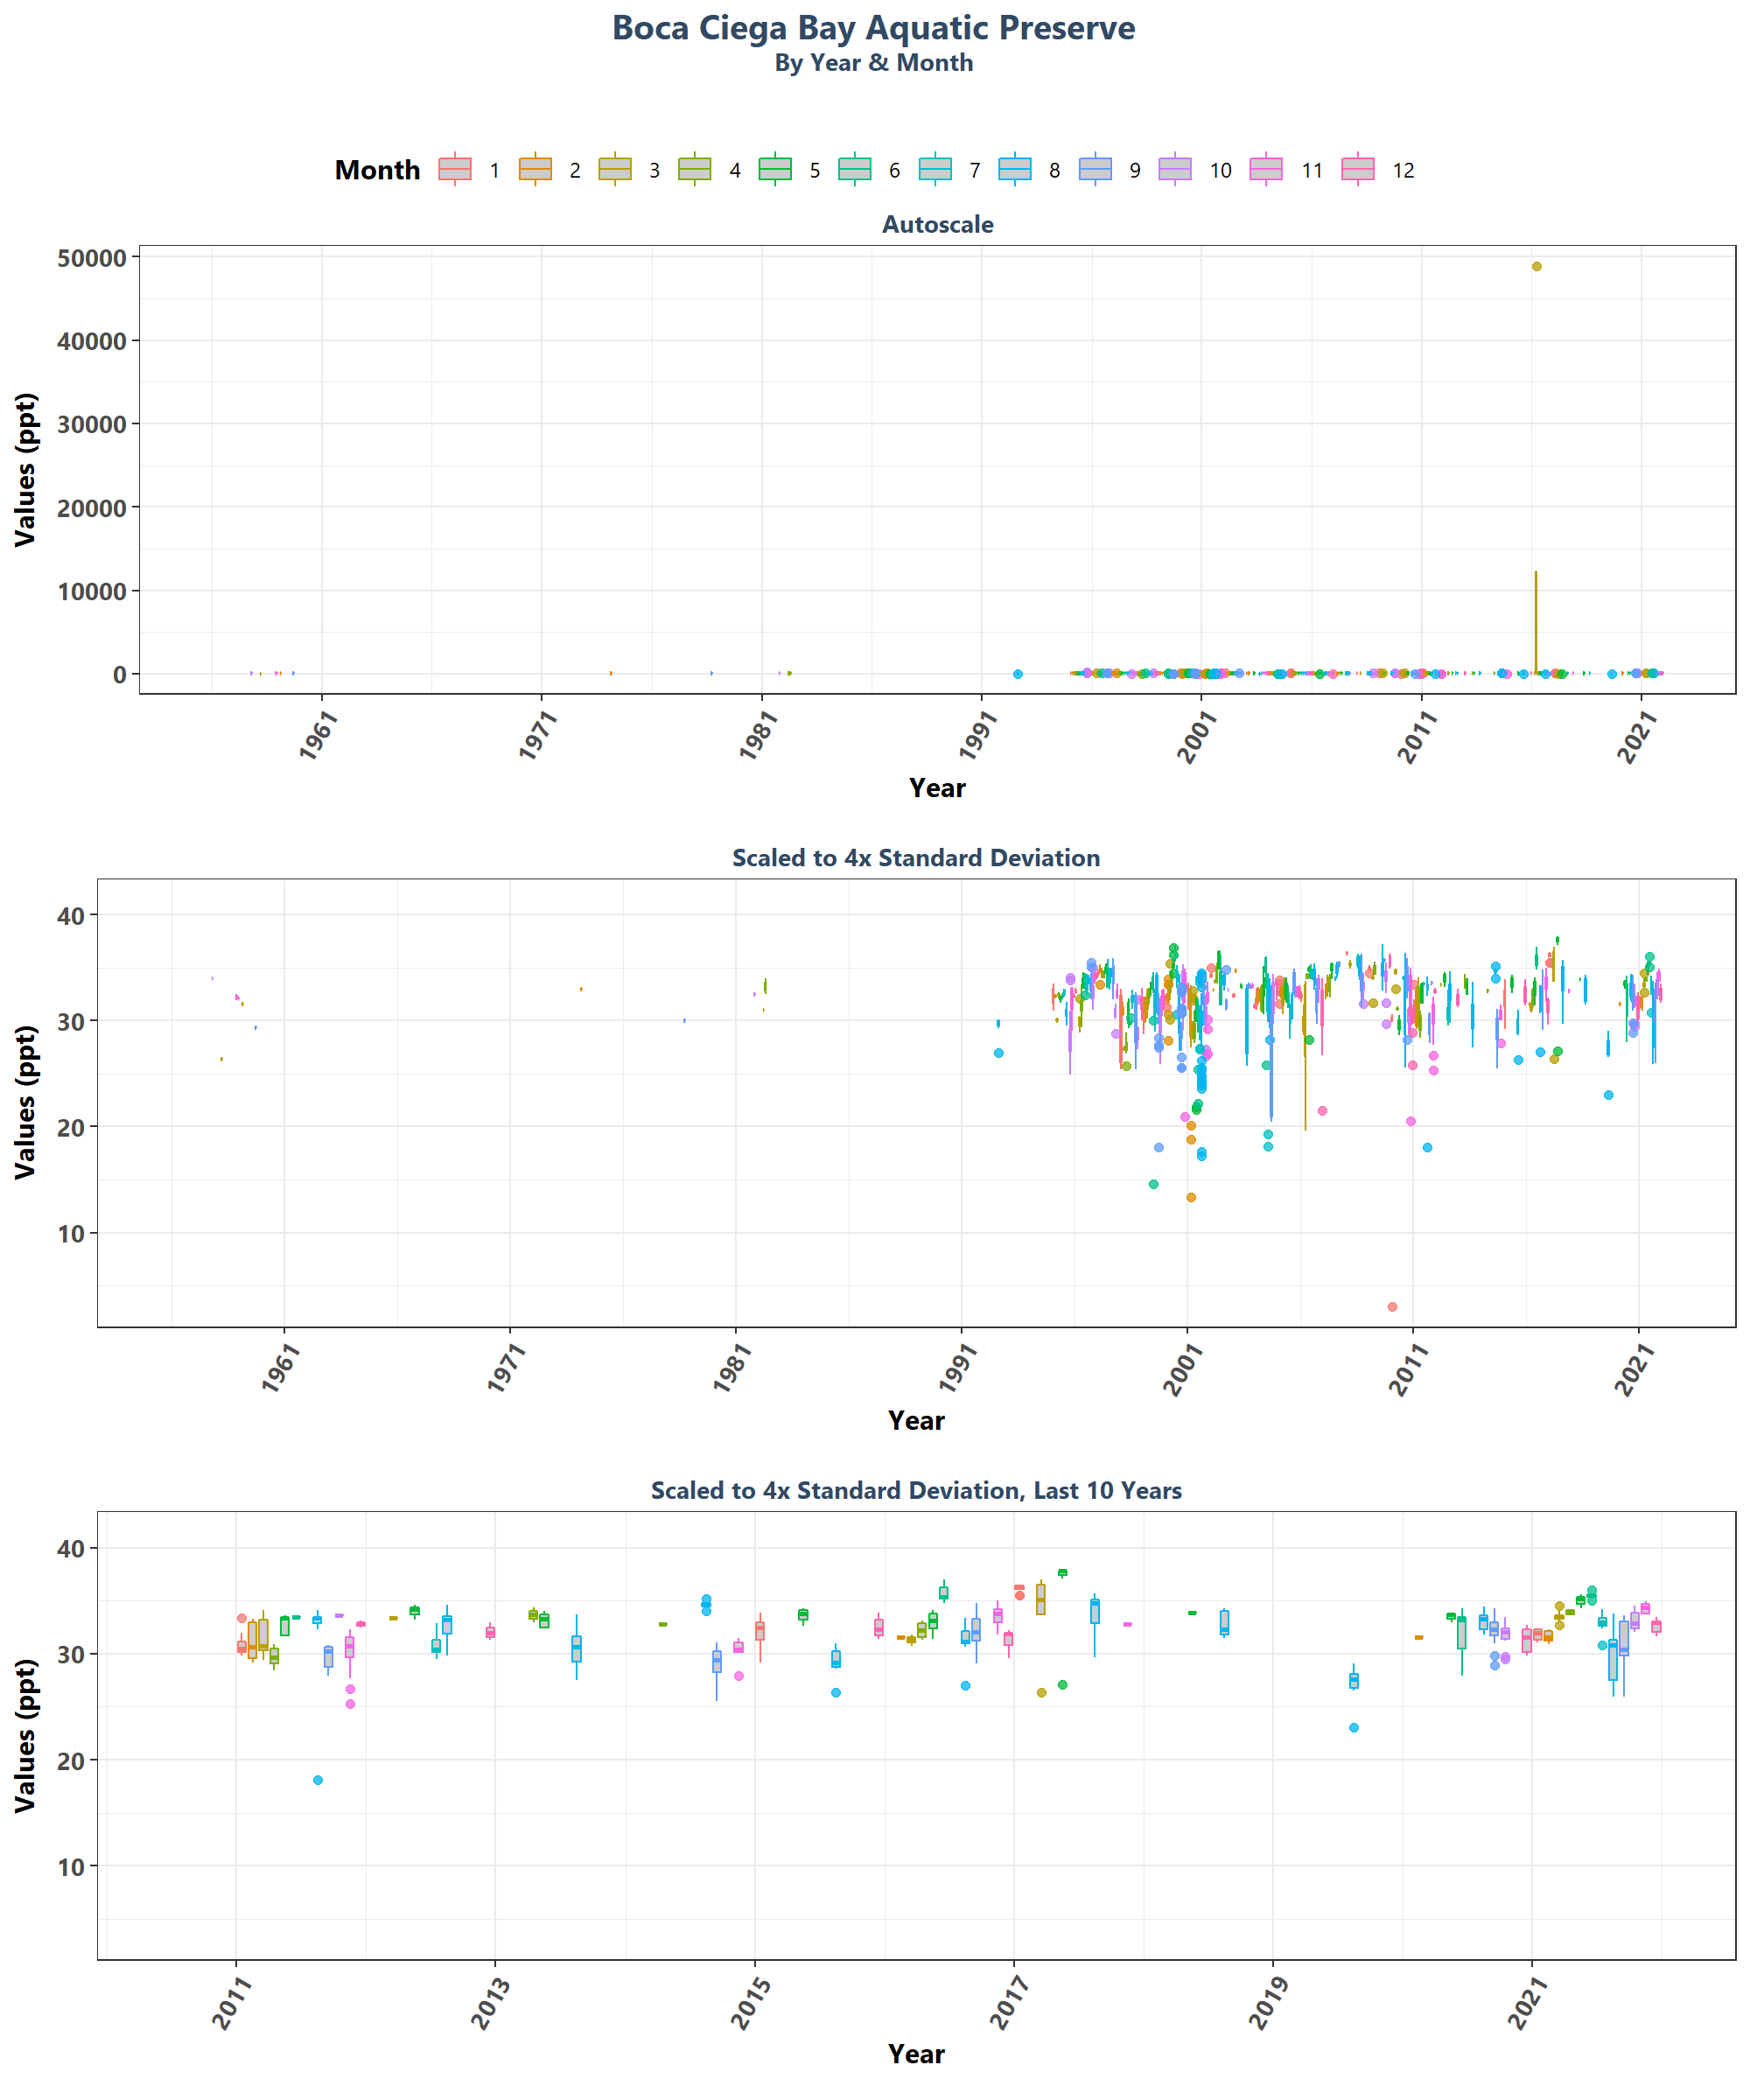 Boca Ciega Bay Aquatic Preserve
By Year & Month
Month 1 2 3 4 5 6 7 8 9 10 11 12
Autoscale
Values (ppt)
50000
40000
30000
20000
10000
0
1961 1971 1981 1991 2001 2011 2021
Year
Scaled to 4x Standard Deviation
Values (ppt)
40
30
20
10
1961 1971 1981 1991 2001 2011 2021
Year
Scaled to 4x Standard Deviation, Last 10 Years
Values (ppt)
40
30
20
10
2011 2013 2015 2017 2019 2021
Year